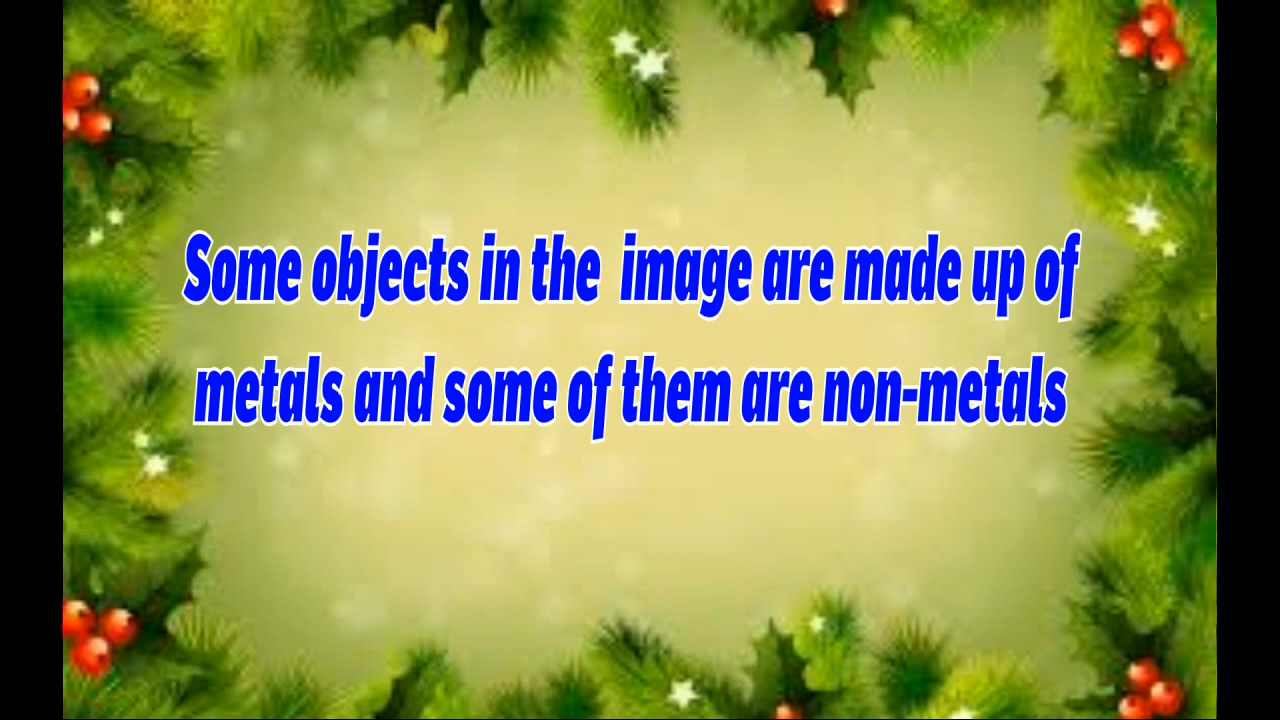 Some objects in the image are made up of
metals and some of them are non-metals